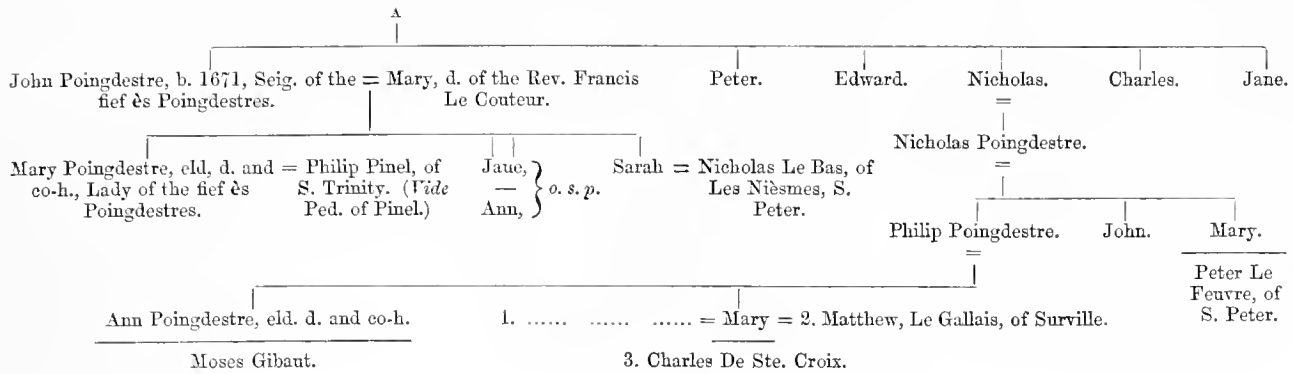 A
John Poingdestre, b. 1671, Seig. of the = Mary, d. of the Rev. Francis Peter. Edward. Nicholas. Charles. Jane.
fief ès Poingdestres. Le Couteur. =
Nicholas Poingdestre.
Mary Poingdestre, eld, d. and = Philip Pinel, of Jaue, } o. s. p. Sarah = Nicholas Le Bas, of =
co-h., Lady of the fief ès S. Trinity. (Vide — Les Nièsmes, S.
Poingdestres. Ped. of Pinel.) Ann, Peter.
Philip Poingdestre. John. Mary.
=
Peter Le
Feuvre, of
S. Peter.
Ann Poingdestre, eld. d. and co-h. 1. ...... ...... ...... = Mary = 2. Matthew, Le Gallais, of Surville.
Moses Gibaut. 3. Charles De Ste. Croix.